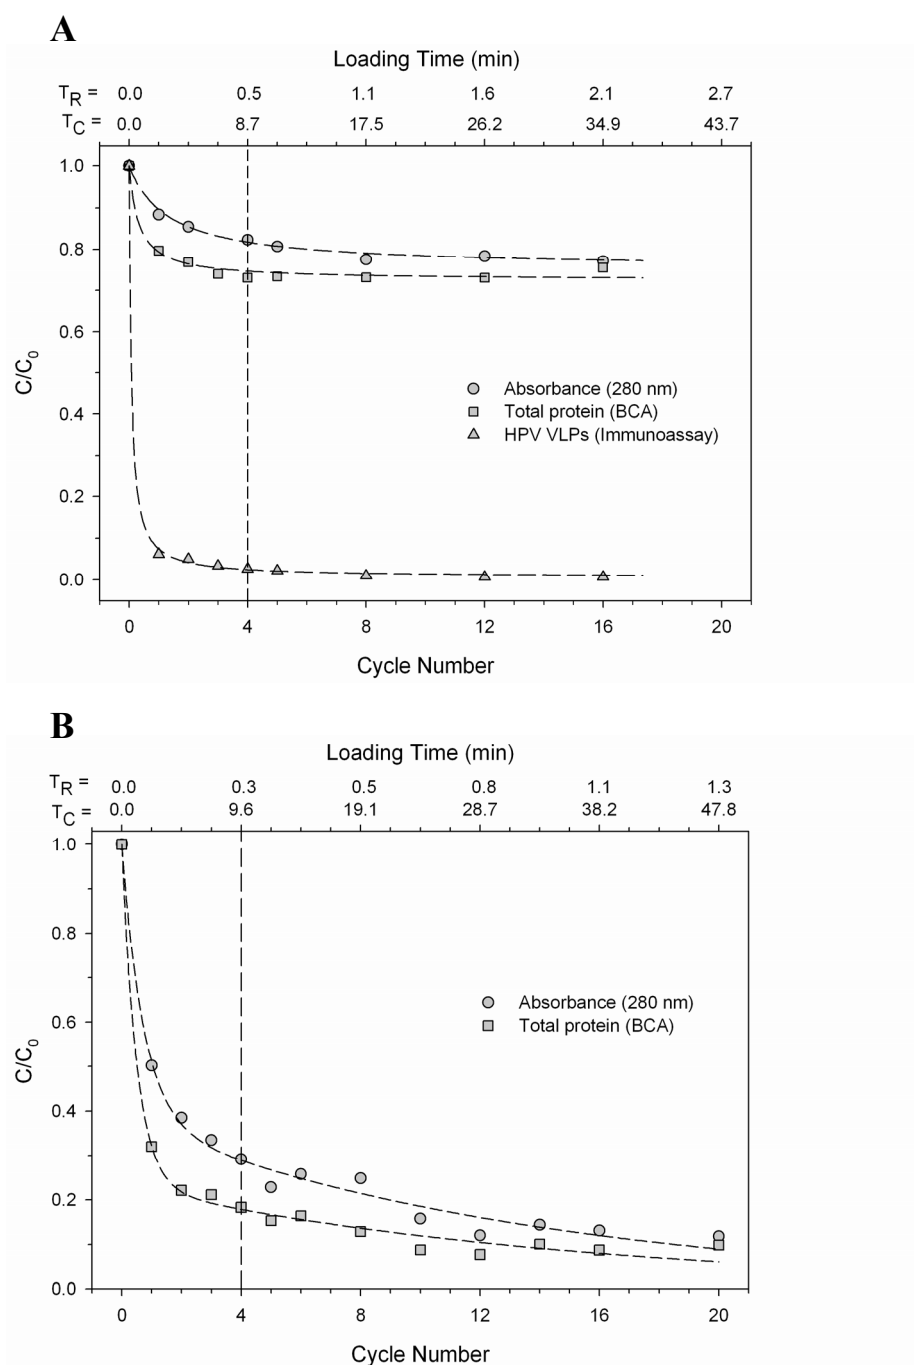 A
Loading Time (min)
T_R = 0.0 0.5 1.1 1.6 2.1 2.7
T_C = 0.0 8.7 17.5 26.2 34.9 43.7
1.0
0.8
0.6
0.4
0.2
0.0
C/C_0
Absorbance (280 nm)
Total protein (BCA)
HPV VLPs (Immunoassay)
0 4 8 12 16 20
Cycle Number
B
Loading Time (min)
T_R = 0.0 0.3 0.5 0.8 1.1 1.3
T_C = 0.0 9.6 19.1 28.7 38.2 47.8
1.0
0.8
0.6
0.4
0.2
0.0
C/C_0
Absorbance (280 nm)
Total protein (BCA)
0 4 8 12 16 20
Cycle Number